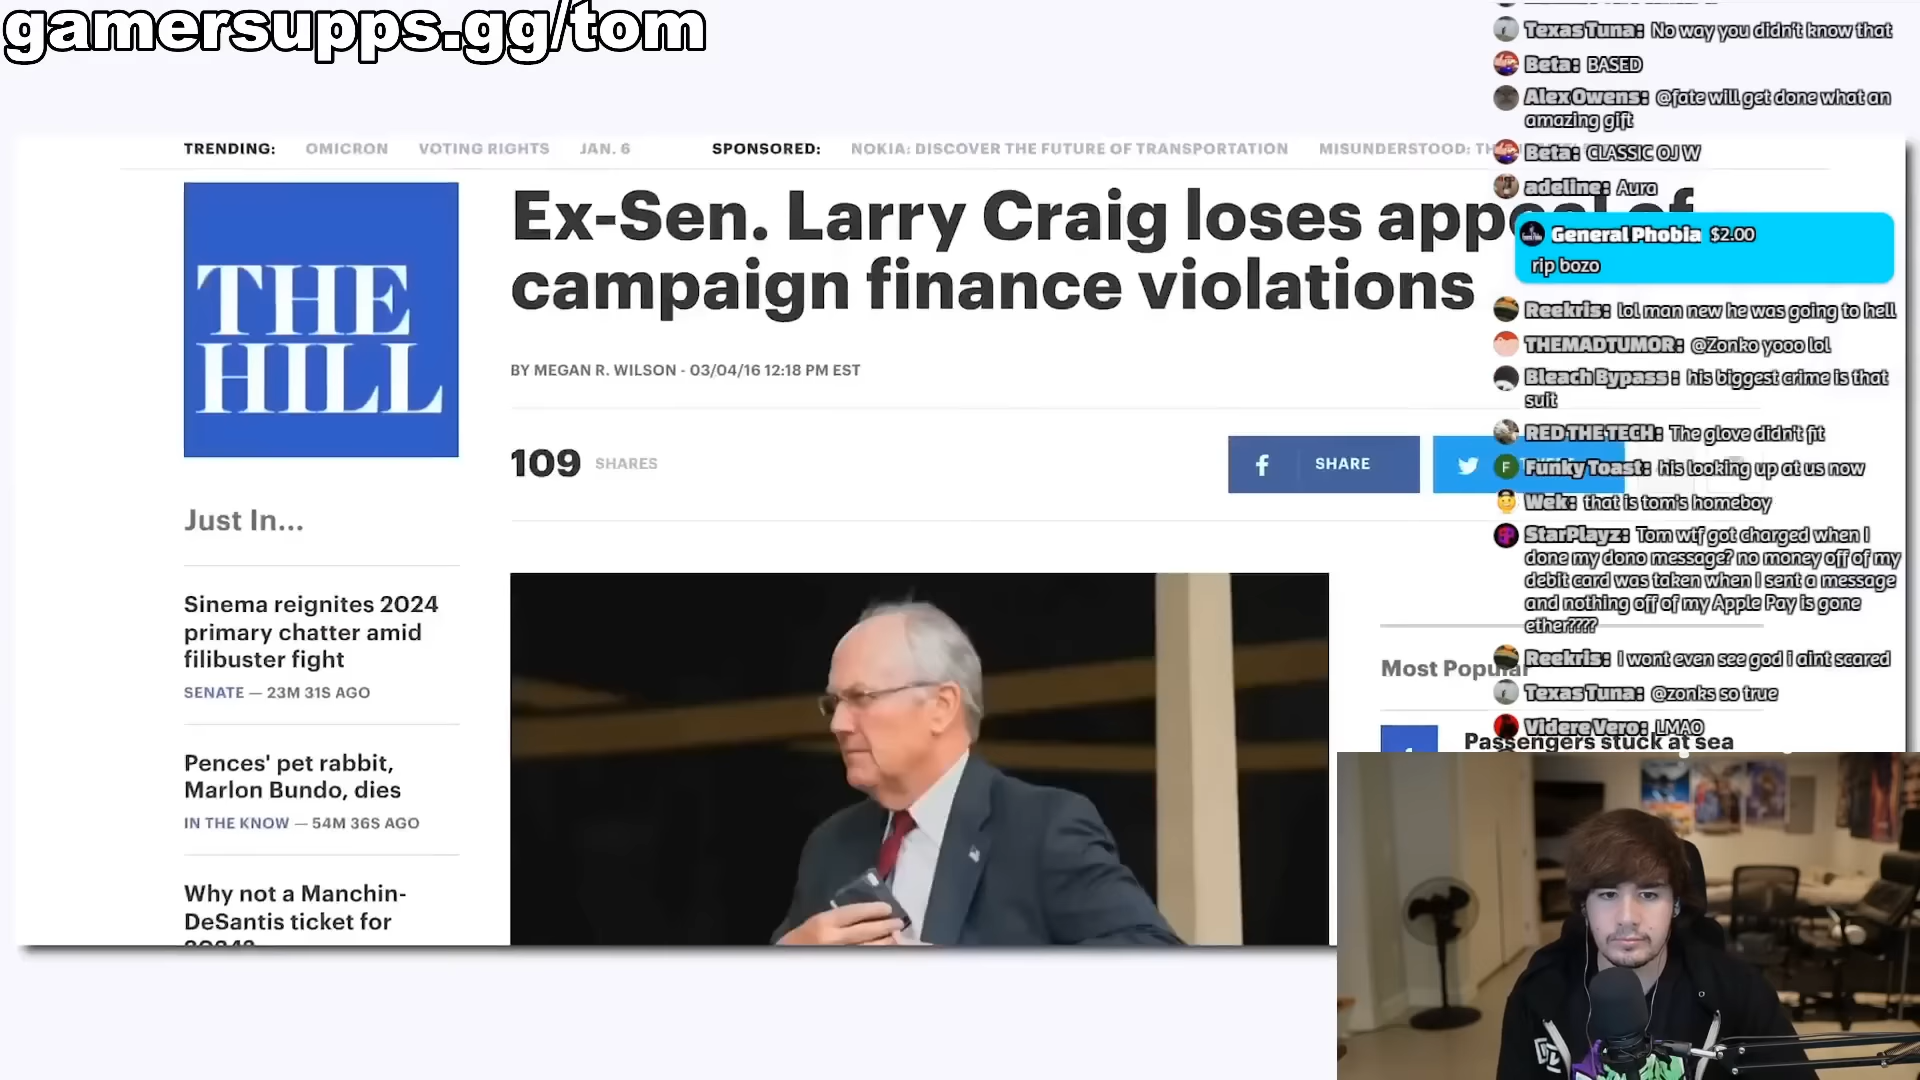 gamersupps.gg/tom
TRENDING: OMICRON VOTING RIGHTS JAN. 6 SPONSORED: NOKIA: DISCOVER THE FUTURE OF TRANSPORTATION MISUNDERSTOOD:
THE
HILL
Ex-Sen. Larry Craig loses appeal of
campaign finance violations
BY MEGAN R. WILSON - 03/04/16 12:18 PM EST
109 SHARES
SHARE
Just In...
Sinema reignites 2024
primary chatter amid
filibuster fight
SENATE — 23M 31S AGO
Pences' pet rabbit,
Marlon Bundo, dies
IN THE KNOW — 54M 36S AGO
Why not a Manchin-
DeSantis ticket for
2024?
Most Popular
Passengers stuck at sea
TexasTuna: No way you didn't know that
Beta: BASED
AlexOwens: @fate will get done what an
amazing gift
Beta: CLASSIC OJ W
adeline: Aura
General Phobia $2.00
rip bozo
Reekris: lol man new he was going to hell
THEMADTUMOR: @Zonko yooo lol
Bleach Bypass: his biggest crime is that
suit
RED THE TECH: The glove didn't fit
F Funky Toast: his looking up at us now
Wek: that is tom's homeboy
StarPlayz: Tom wtf got charged when I
done my dono message? no money off of my
debit card was taken when I sent a message
and nothing off of my Apple Pay is gone
ether????
Reekris: I wont even see god i aint scared
TexasTuna: @zonks so true
VidereVero: LMAO